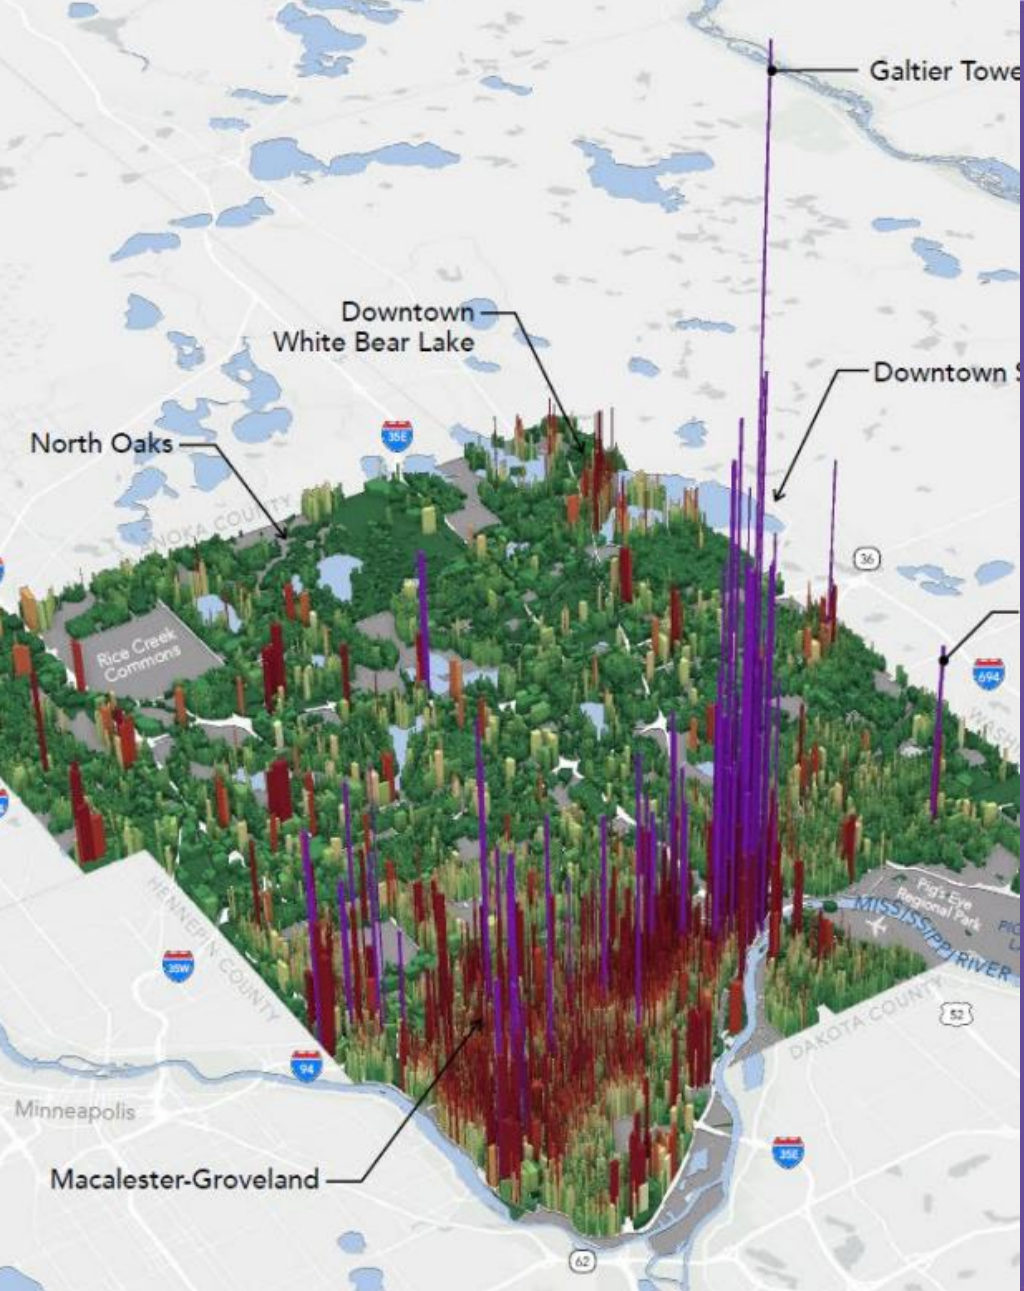 Galtier Towe
Downtown
White Bear Lake
Downtown S
North Oaks
35E
ANOKA COUNTY
36
Rice Creek
Commons
694
WASHI
Pig's Eye
Regional Park
MISSISSIPPI RIVER
HENNEPIN COUNTY
35W
52
DAKOTA COUNTY
94
Minneapolis
35E
Macalester-Groveland
62